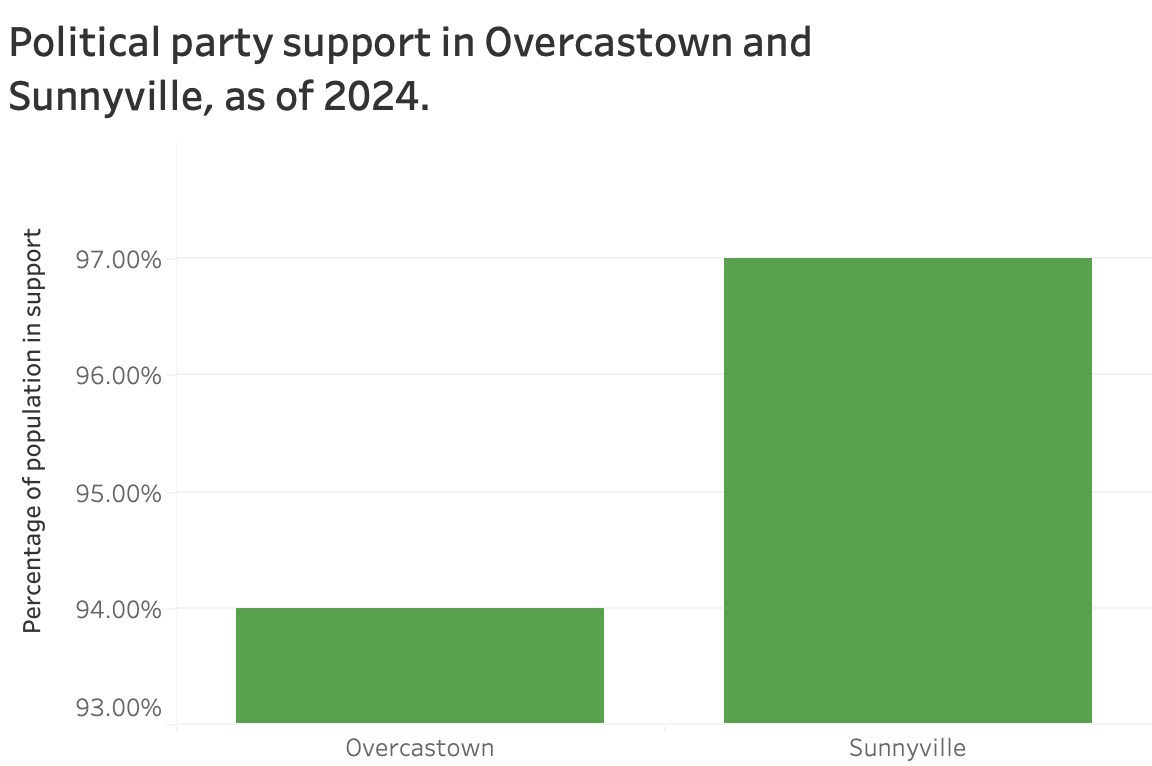 Political party support in Overcastown and
Sunnyville, as of 2024.
Percentage of population in support
97.00%
96.00%
95.00%
94.00%
93.00%
Overcastown
Sunnyville